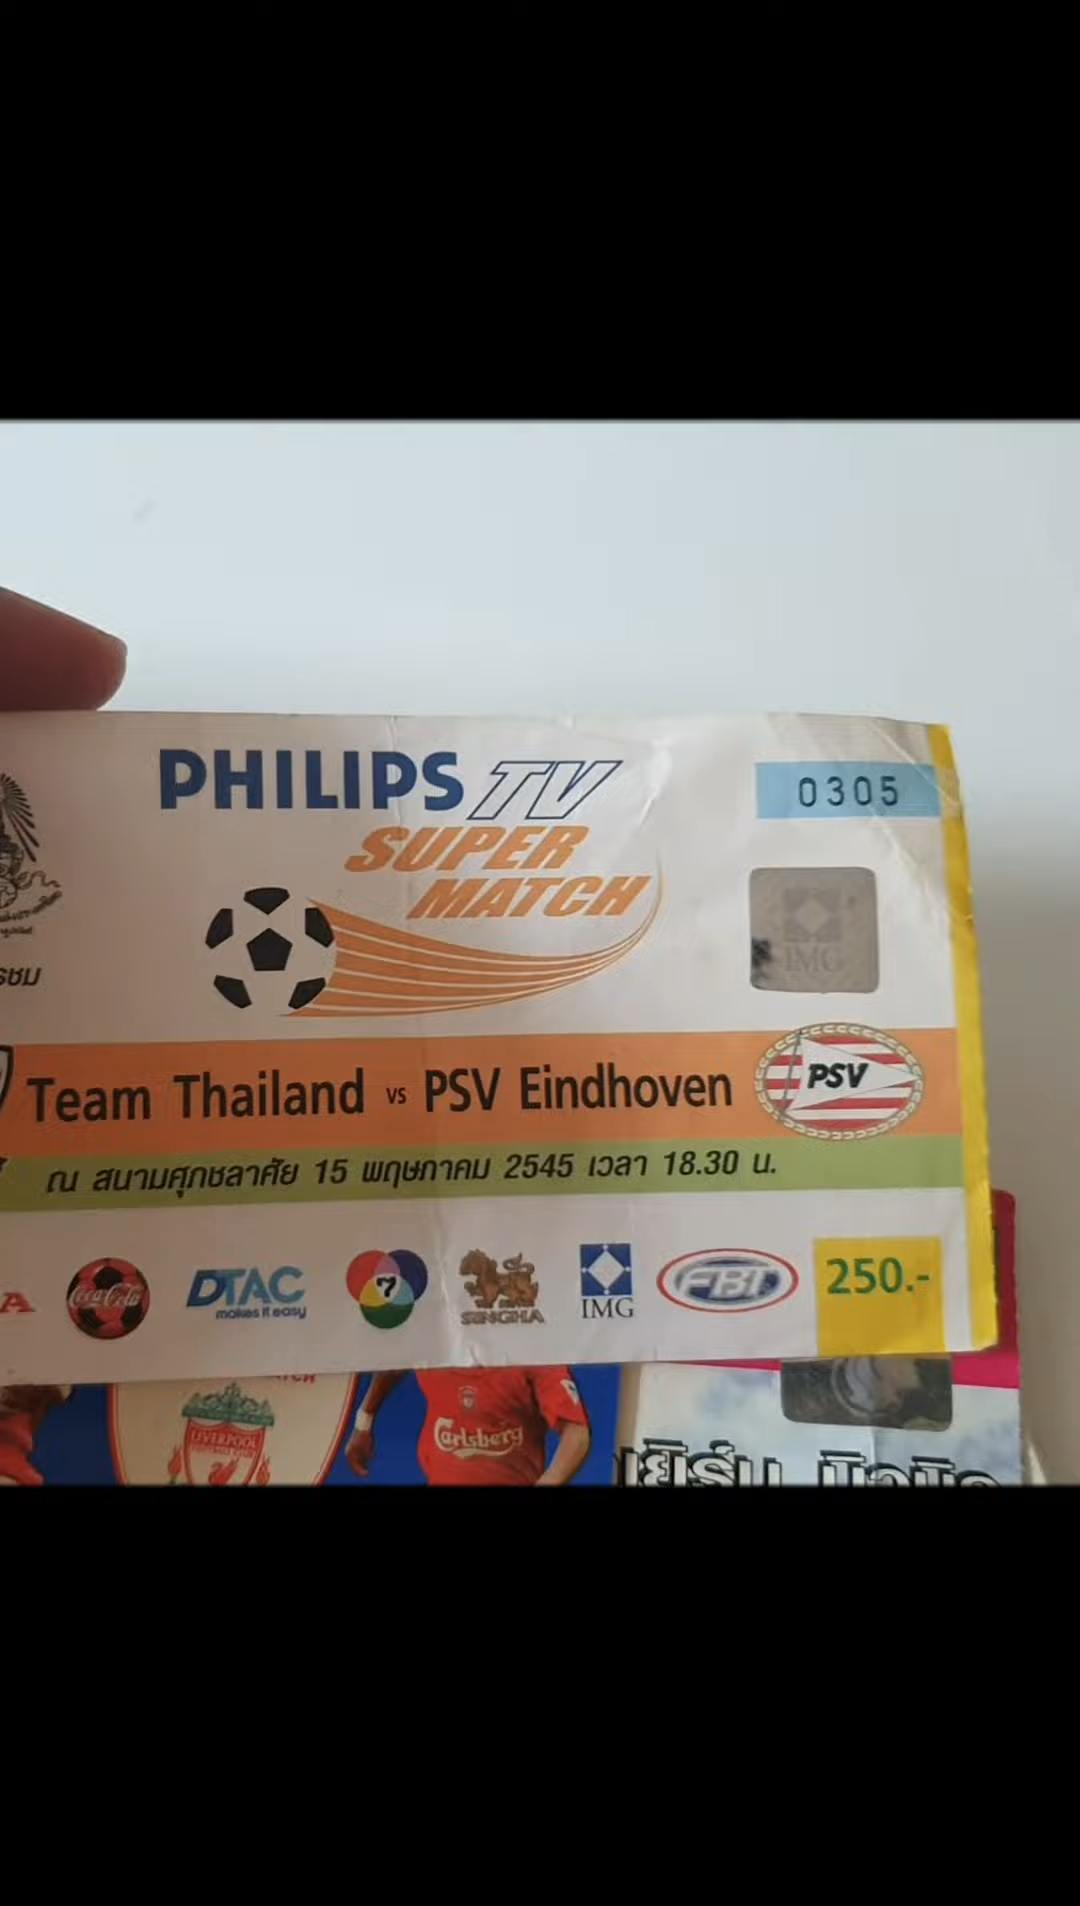 PHILIPS TV
SUPER
MATCH
0305
IMG
Team Thailand vs PSV Eindhoven
PSV
ณ สนามศุภชลาศัย 15 พฤษภาคม 2545 เวลา 18.30 น.
Coca-Cola
DTAC
makes it easy
7
SINGHA
IMG
FBT
250.-
LIVERPOOL
Carlsberg